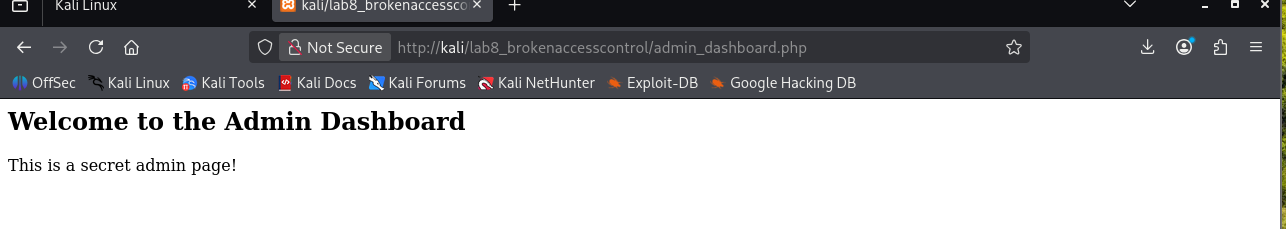 Kali Linux
kali/lab8_brokenaccessco
Not Secure http://kali/lab8_brokenaccesscontrol/admin_dashboard.php
OffSec Kali Linux Kali Tools Kali Docs Kali Forums Kali NetHunter Exploit-DB Google Hacking DB
Welcome to the Admin Dashboard
This is a secret admin page!